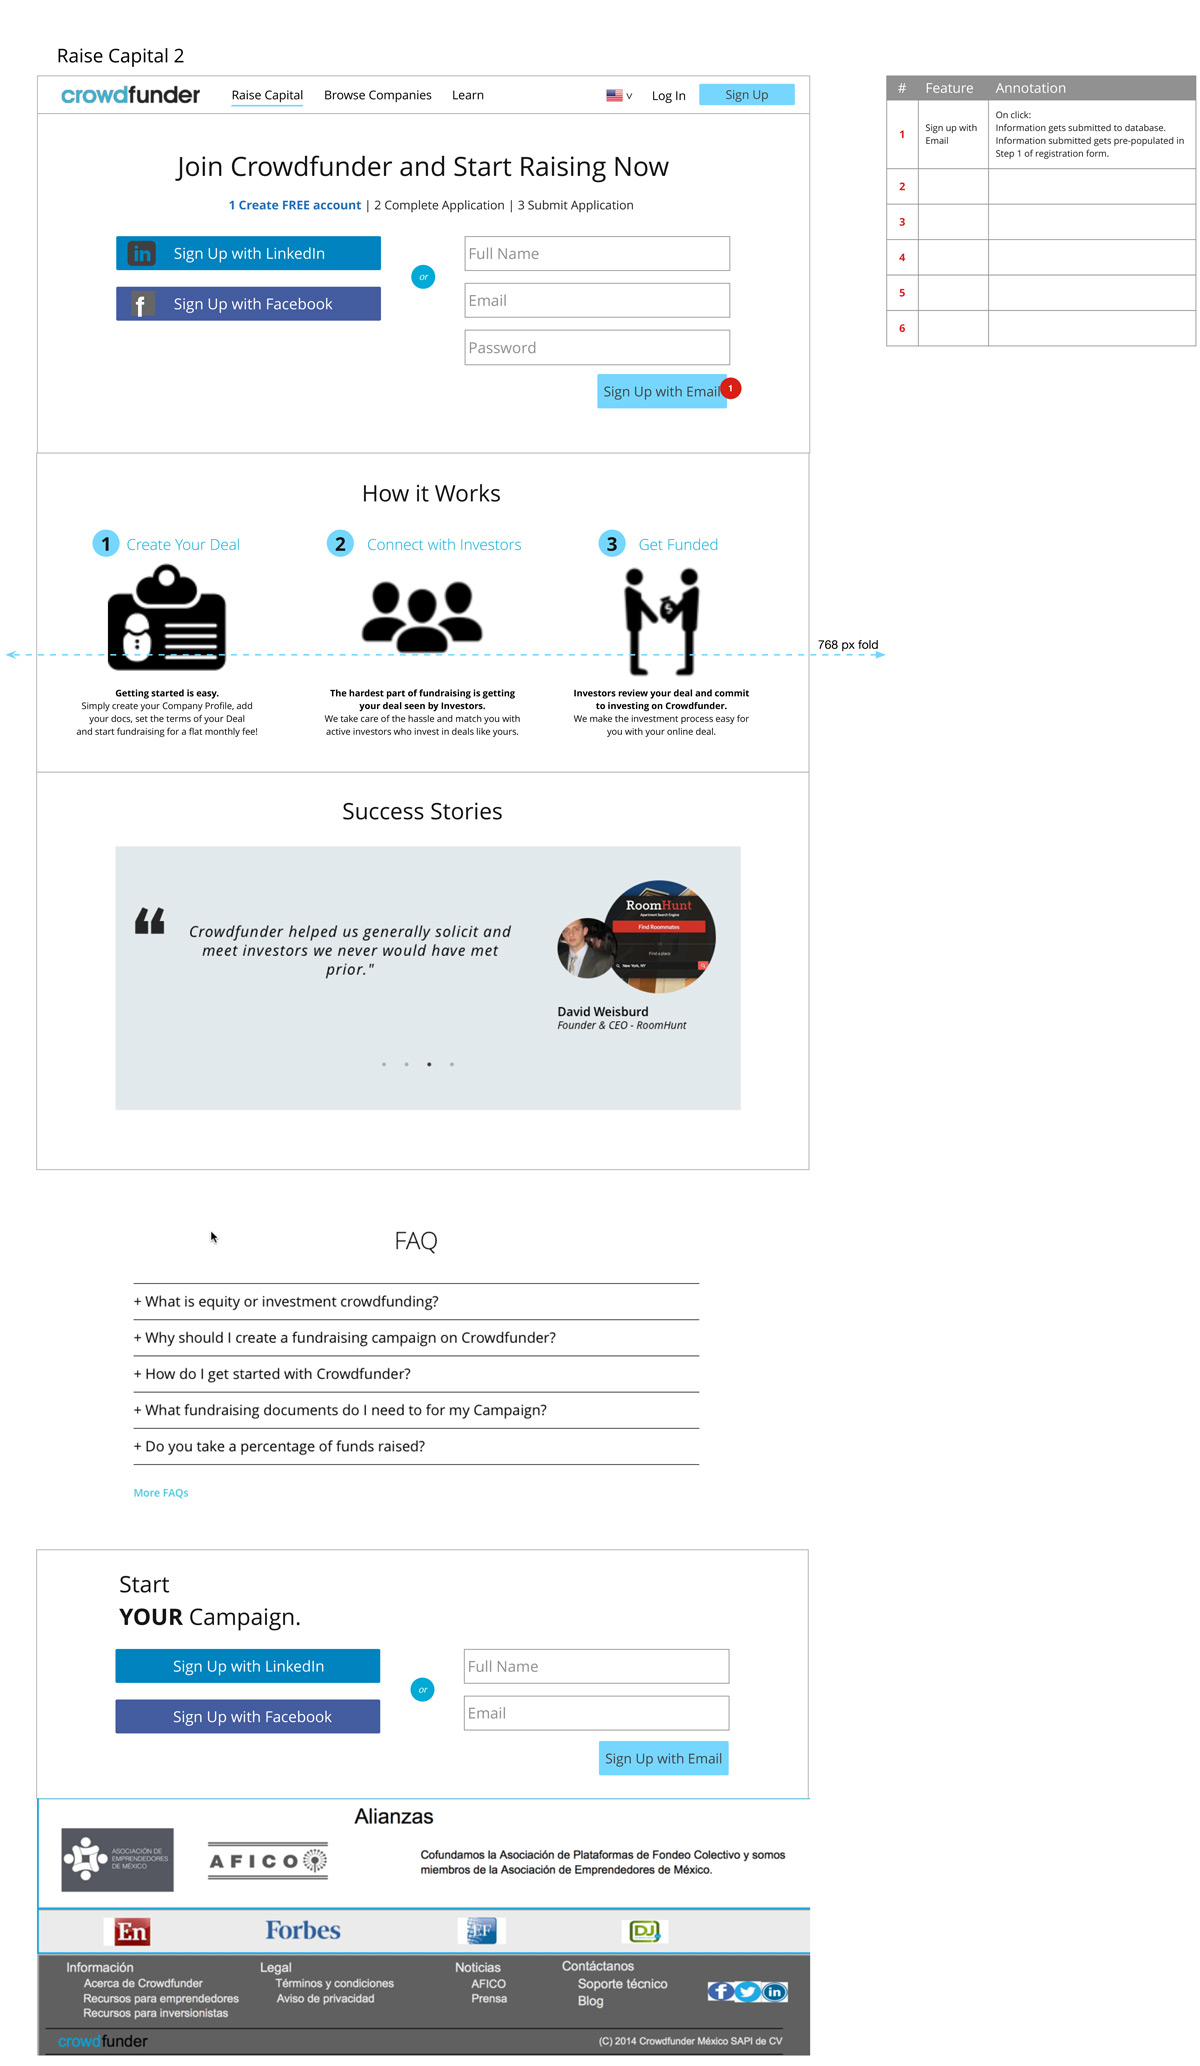 Raise Capital 2
crowdfunder
Raise Capital
Browse Companies
Learn
v
Log In
Sign Up
Join Crowdfunder and Start Raising Now
1 Create FREE account | 2 Complete Application | 3 Submit Application
in Sign Up with LinkedIn
f Sign Up with Facebook
or
Full Name
Email
Password
Sign Up with Email
1
# Feature Annotation
1
Sign up with
Email
On click:
Information gets submitted to database.
Information submitted gets pre-populated in
Step 1 of registration form.
2
3
4
5
6
How it Works
1 Create Your Deal
Getting started is easy.
Simply create your Company Profile, add
your docs, set the terms of your Deal
and start fundraising for a flat monthly fee!
2 Connect with Investors
The hardest part of fundraising is getting
your deal seen by Investors.
We take care of the hassle and match you with
active investors who invest in deals like yours.
3 Get Funded
$
Investors review your deal and commit
to investing on Crowdfunder.
We make the investment process easy for
you with your online deal.
768 px fold
Success Stories
“
Crowdfunder helped us generally solicit and
meet investors we never would have met
prior."
RoomHunt
Apartment Search Engine
Find Roommates
Find a place
New York, NY
David Weisburd
Founder & CEO - RoomHunt
FAQ
+ What is equity or investment crowdfunding?
+ Why should I create a fundraising campaign on Crowdfunder?
+ How do I get started with Crowdfunder?
+ What fundraising documents do I need to for my Campaign?
+ Do you take a percentage of funds raised?
More FAQs
Start
YOUR Campaign.
Sign Up with LinkedIn
Sign Up with Facebook
or
Full Name
Email
Sign Up with Email
Alianzas
ASOCIACIÓN DE
EMPRENDEDORES
DE MÉXICO
AFICO
Cofundamos la Asociación de Plataformas de Fondeo Colectivo y somos
miembros de la Asociación de Emprendedores de México.
En
Forbes
EF
DJ
Información
Acerca de Crowdfunder
Recursos para emprendedores
Recursos para inversionistas
Legal
Términos y condiciones
Aviso de privacidad
Noticias
AFICO
Prensa
Contáctanos
Soporte técnico
Blog
f
in
crowdfunder
(C) 2014 Crowdfunder México SAPI de CV